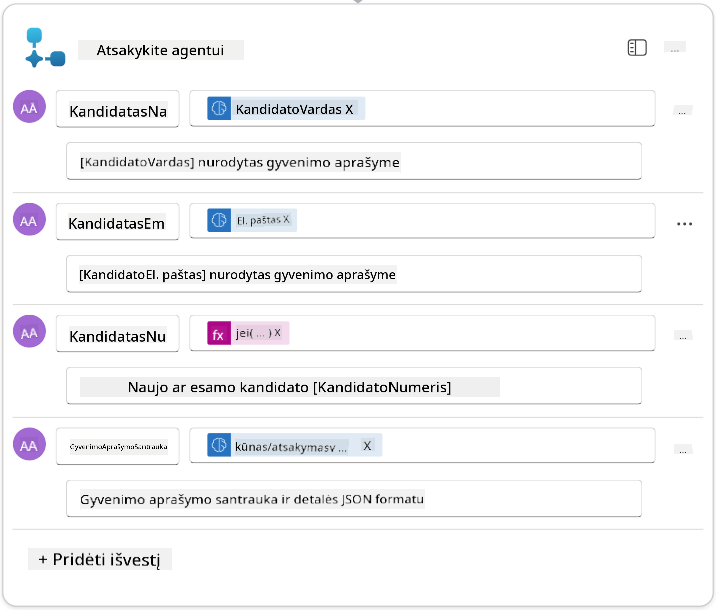 Atsakykite agentui
...
AA KandidatasNa KandidatoVardas X ...
[KandidatoVardas] nurodytas gyvenimo aprašyme
AA KandidatasEm El. paštas X ...
[KandidatoEl. paštas] nurodytas gyvenimo aprašyme
AA KandidatasNu fx jei( ... ) X ...
Naujo ar esamo kandidato [KandidatoNumeris]
AA GyvenimoAprašymoSantrauka kūnas/atsakymasv ... X ...
Gyvenimo aprašymo santrauka ir detalės JSON formatu
+ Pridėti išvestį